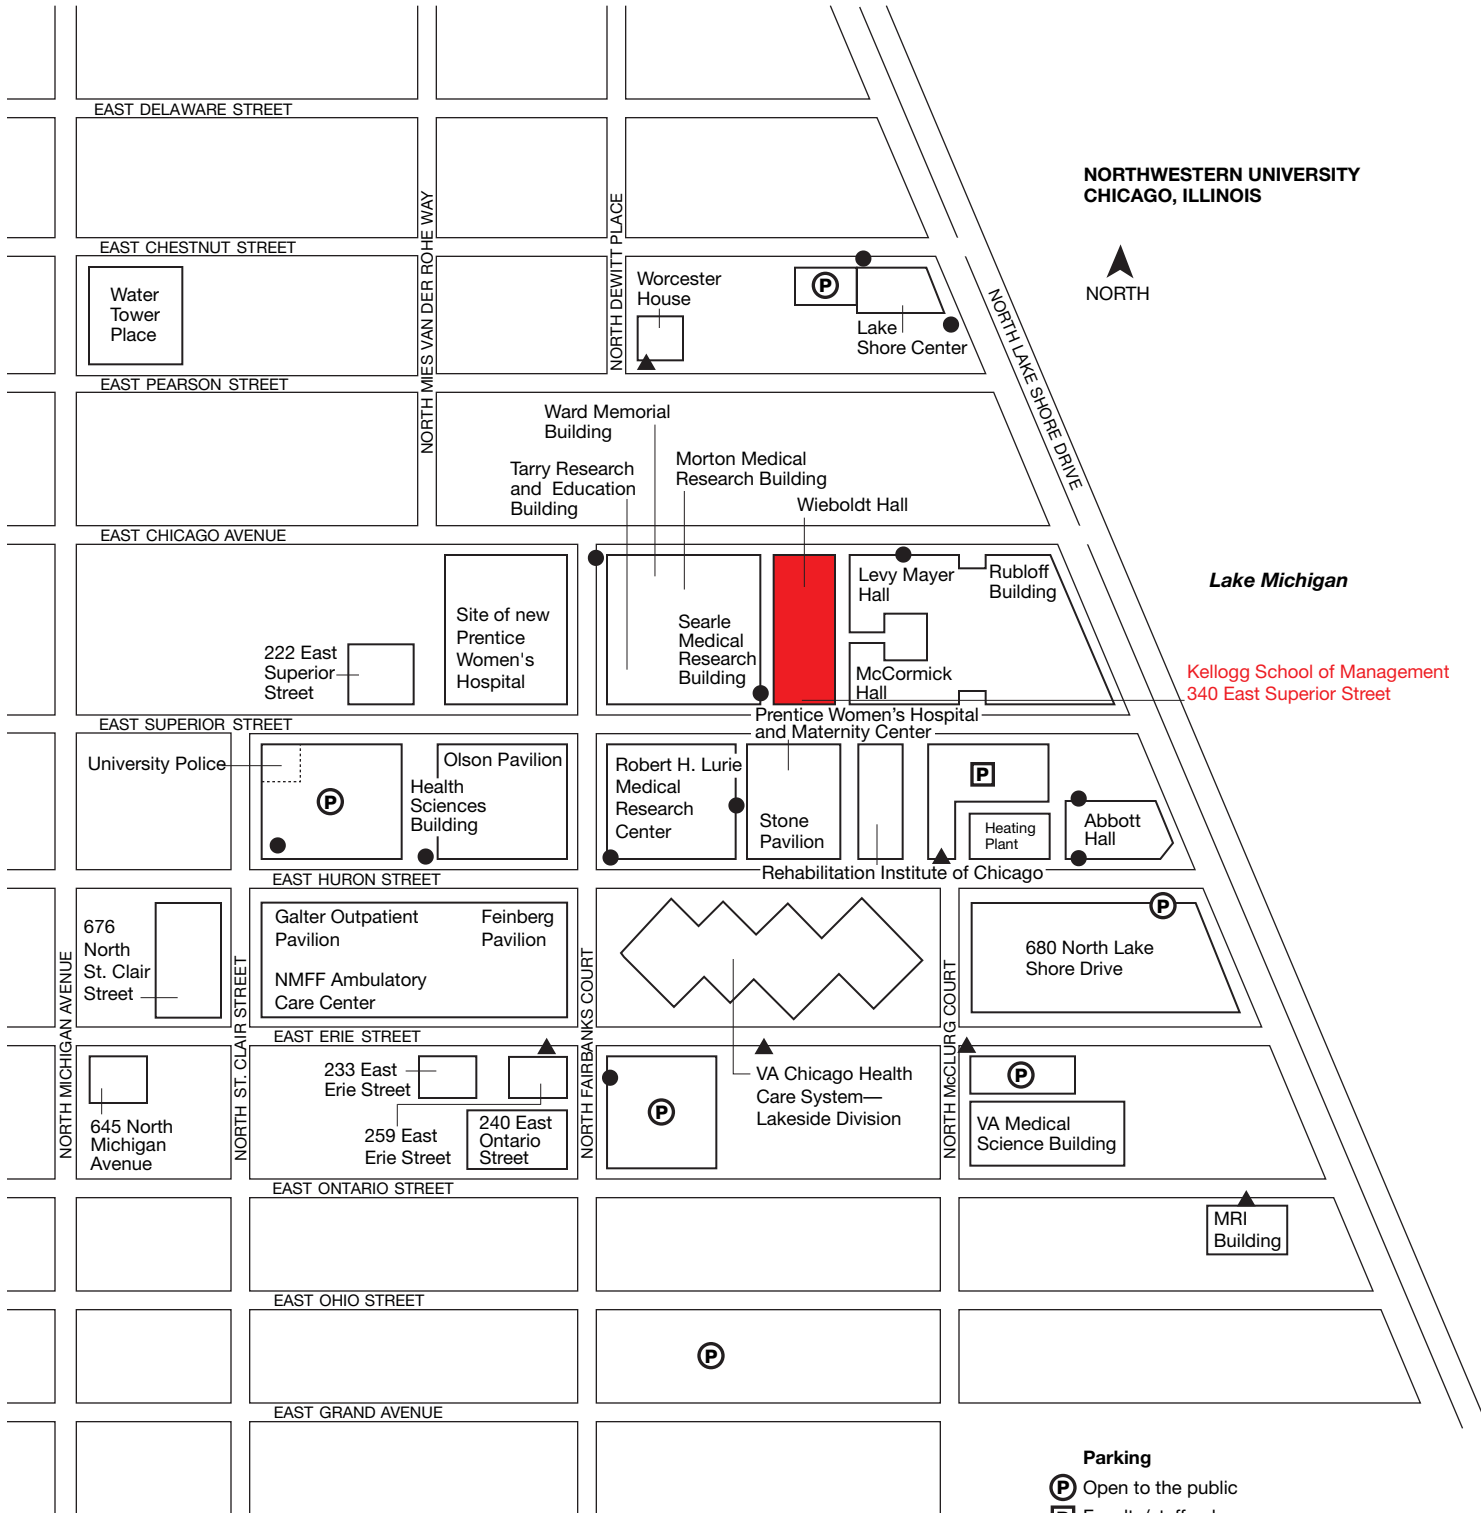 EAST DELAWARE STREET
NORTHWESTERN UNIVERSITY
CHICAGO, ILLINOIS
NORTH
EAST CHESTNUT STREET
NORTH MIES VAN DER ROHE WAY
NORTH DEWITT PLACE
Water
Tower
Place
Worcester
House
P
Lake
Shore Center
NORTH LAKE SHORE DRIVE
EAST PEARSON STREET
Ward Memorial
Building
Tarry Research
and Education
Building
Morton Medical
Research Building
Wieboldt Hall
EAST CHICAGO AVENUE
Site of new
Prentice
Women's
Hospital
222 East
Superior
Street
Searle
Medical
Research
Building
Levy Mayer
Hall
Rubloff
Building
McCormick
Hall
Lake Michigan
Kellogg School of Management
340 East Superior Street
EAST SUPERIOR STREET
Prentice Women's Hospital
and Maternity Center
University Police
P
Olson Pavilion
Health
Sciences
Building
Robert H. Lurie
Medical
Research
Center
Stone
Pavilion
P
Heating
Plant
Abbott
Hall
Rehabilitation Institute of Chicago
EAST HURON STREET
676
North
St. Clair
Street
Galter Outpatient
Pavilion
Feinberg
Pavilion
NMFF Ambulatory
Care Center
P
680 North Lake
Shore Drive
NORTH MICHIGAN AVENUE
NORTH ST. CLAIR STREET
NORTH FAIRBANKS COURT
NORTH McCLURG COURT
EAST ERIE STREET
233 East
Erie Street
259 East
Erie Street
240 East
Ontario
Street
645 North
Michigan
Avenue
P
VA Chicago Health
Care System—
Lakeside Division
P
VA Medical
Science Building
EAST ONTARIO STREET
MRI
Building
EAST OHIO STREET
P
EAST GRAND AVENUE
Parking
P Open to the public